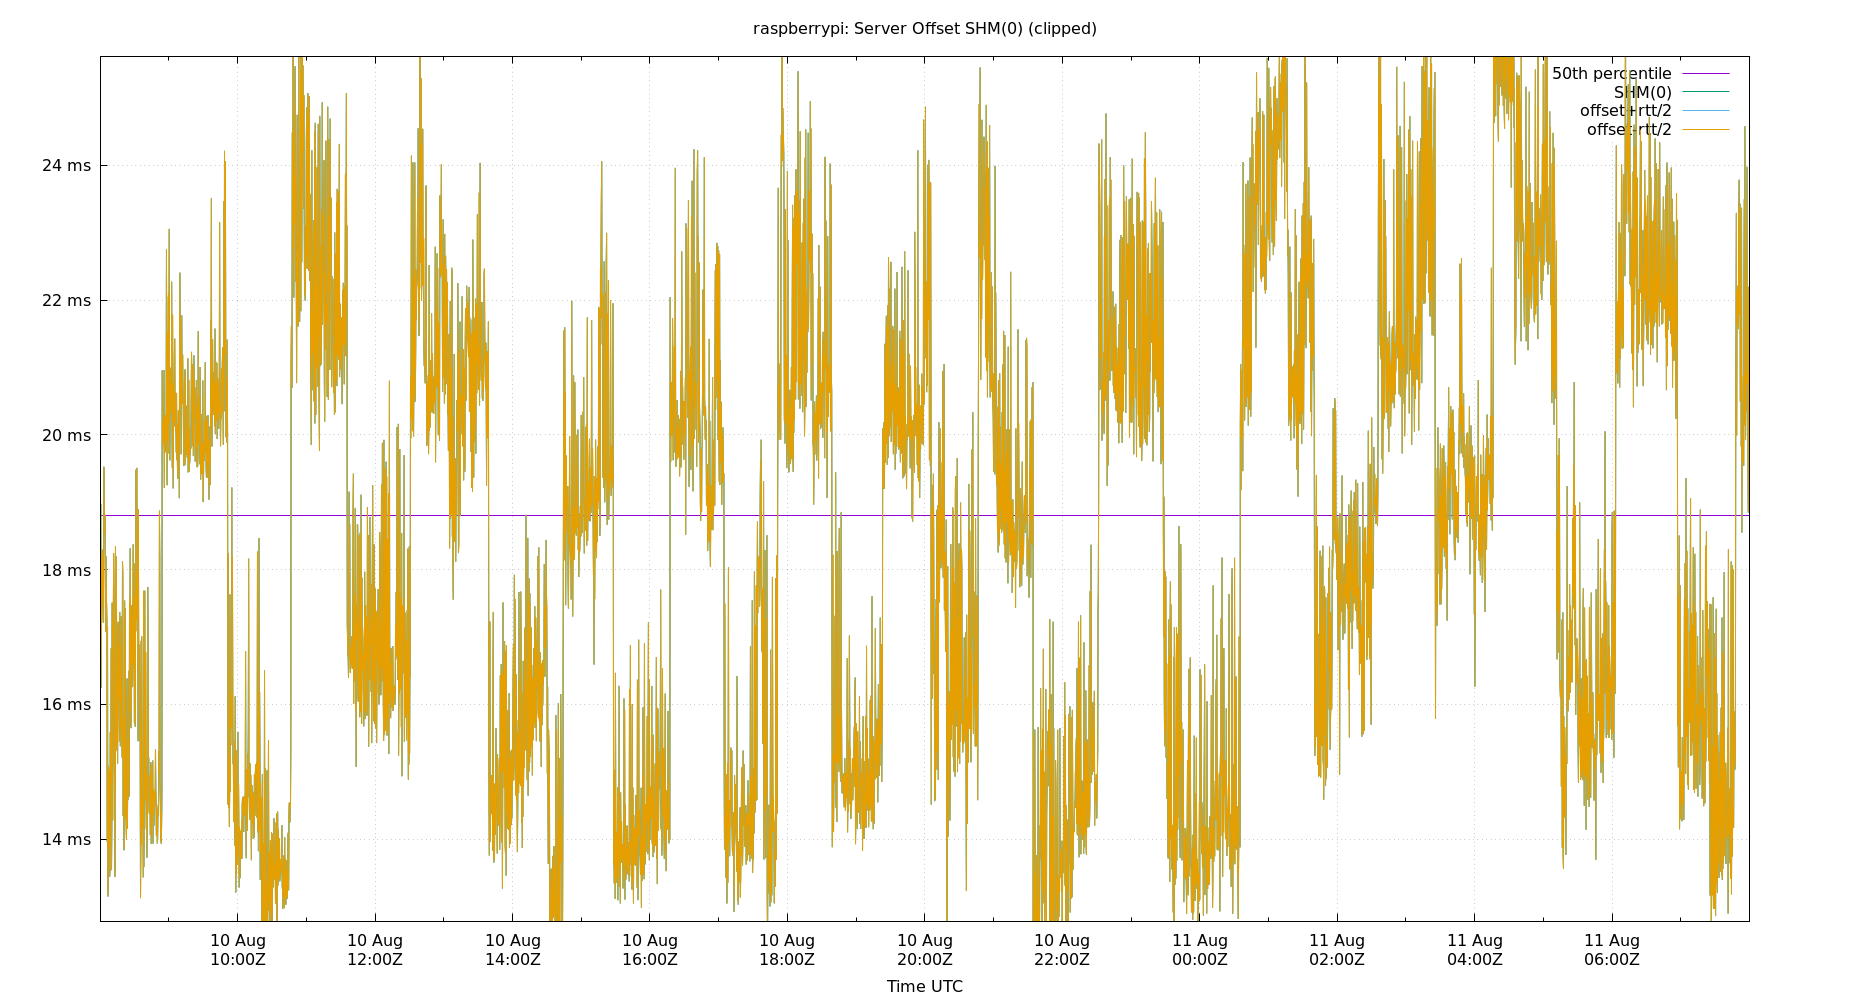 raspberrypi: Server Offset SHM(0) (clipped)
50th percentile
SHM(0)
offset+rtt/2
offset-rtt/2
24 ms
22 ms
20 ms
18 ms
16 ms
14 ms
10 Aug 10 Aug 10 Aug 10 Aug 10 Aug 10 Aug 10 Aug 11 Aug 11 Aug 11 Aug 11 Aug
10:00Z 12:00Z 14:00Z 16:00Z 18:00Z 20:00Z 22:00Z 00:00Z 02:00Z 04:00Z 06:00Z
Time UTC